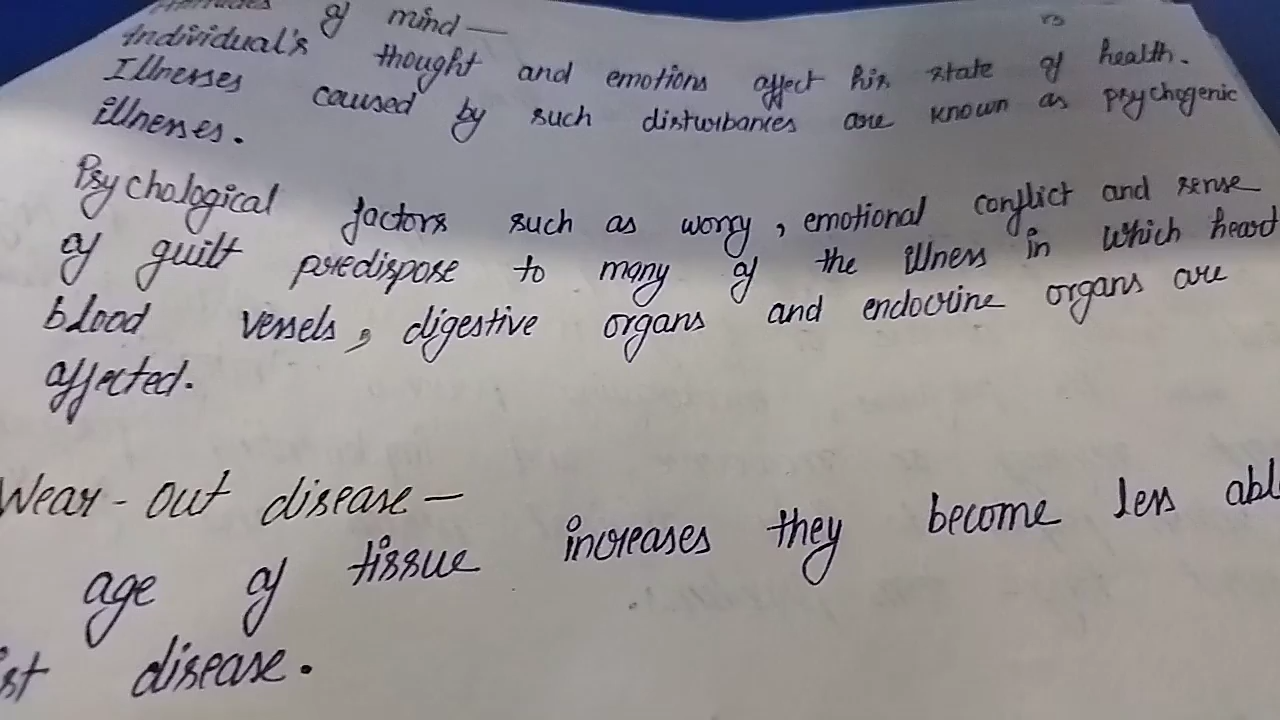 of mind —
Individual's thought and emotions affect his state of health.
Illnesses caused by such disturbances are known as psychogenic
illnesses.
Psychological factors such as worry, emotional conflict and sense
of guilt predispose to many of the illness in which heart
blood vessels, digestive organs and endocrine organs are
affected.
Wear-out disease —
age of tissue increases they become less abl
ist disease.